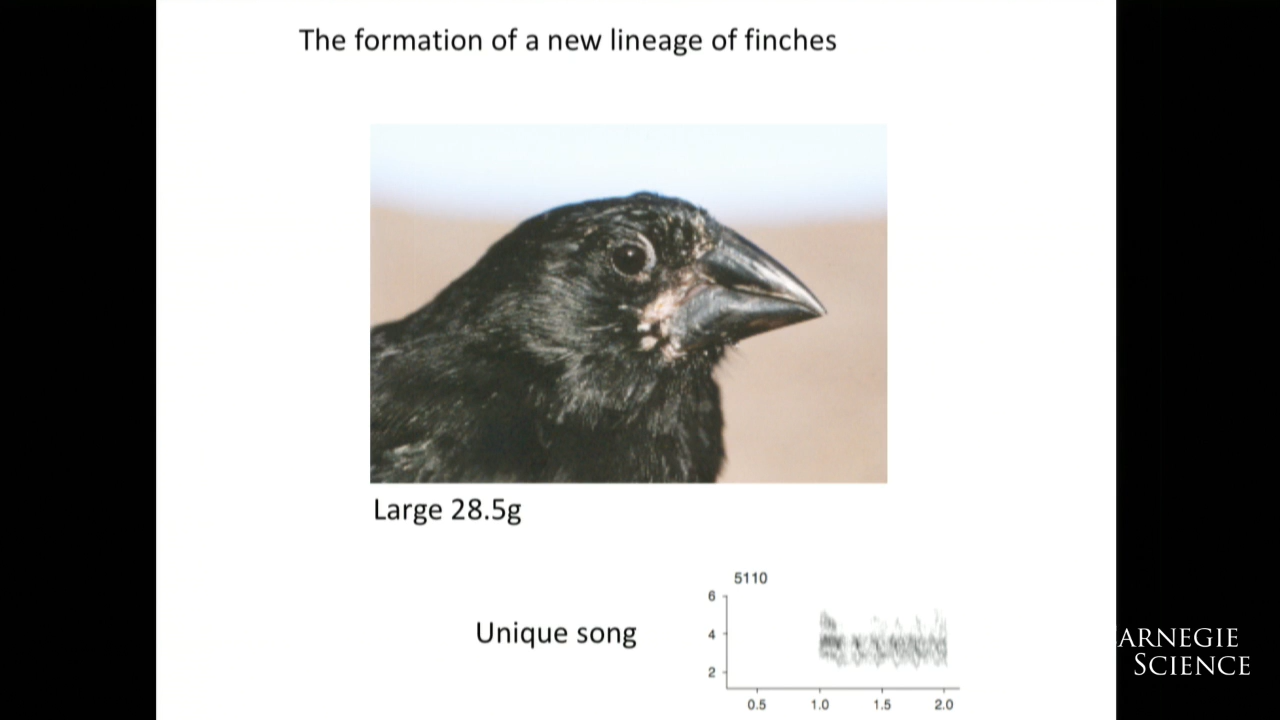 The formation of a new lineage of finches
Large 28.5g
5110
6
Unique song
4
2
0.5 1.0 1.5 2.0
ARNEGIE
SCIENCE